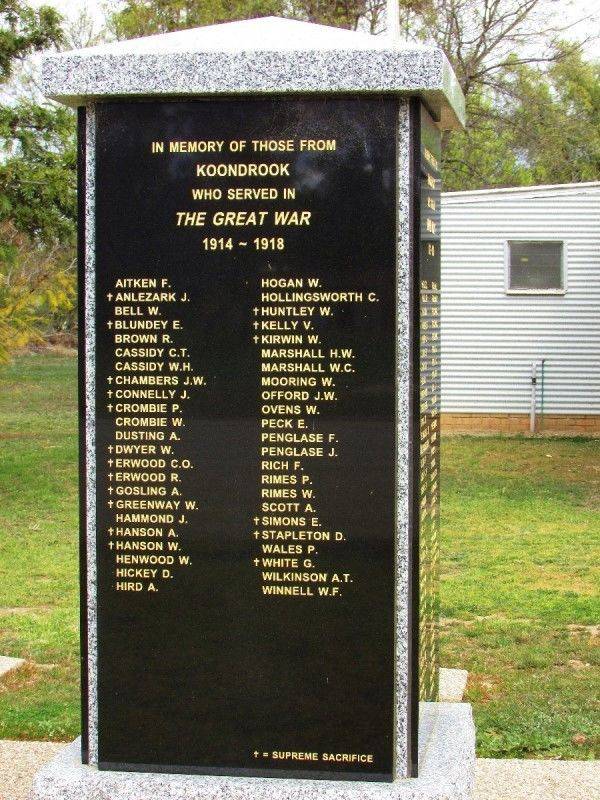 IN MEMORY OF THOSE FROM
KOONDROOK
WHO SERVED IN
THE GREAT WAR
1914 ~ 1918
AITKEN F.
† ANLEZARK J.
BELL W.
† BLUNDEY E.
BROWN R.
CASSIDY C.T.
CASSIDY W.H.
† CHAMBERS J.W.
† CONNELLY J.
† CROMBIE P.
CROMBIE W.
DUSTING A.
† DWYER W.
† ERWOOD C.O.
† ERWOOD R.
† GOSLING A.
† GREENWAY W.
HAMMOND J.
† HANSON A.
† HANSON W.
HENWOOD W.
HICKEY D.
HIRD A.
HOGAN W.
HOLLINGSWORTH C.
† HUNTLEY W.
† KELLY V.
† KIRWIN W.
MARSHALL H.W.
MARSHALL W.C.
MOORING W.
OFFORD J.W.
OVENS W.
PECK E.
PENGLASE F.
PENGLASE J.
RICH F.
RIMES P.
RIMES W.
SCOTT A.
† SIMONS E.
† STAPLETON D.
WALES P.
† WHITE G.
WILKINSON A.T.
WINNELL W.F.
† = SUPREME SACRIFICE